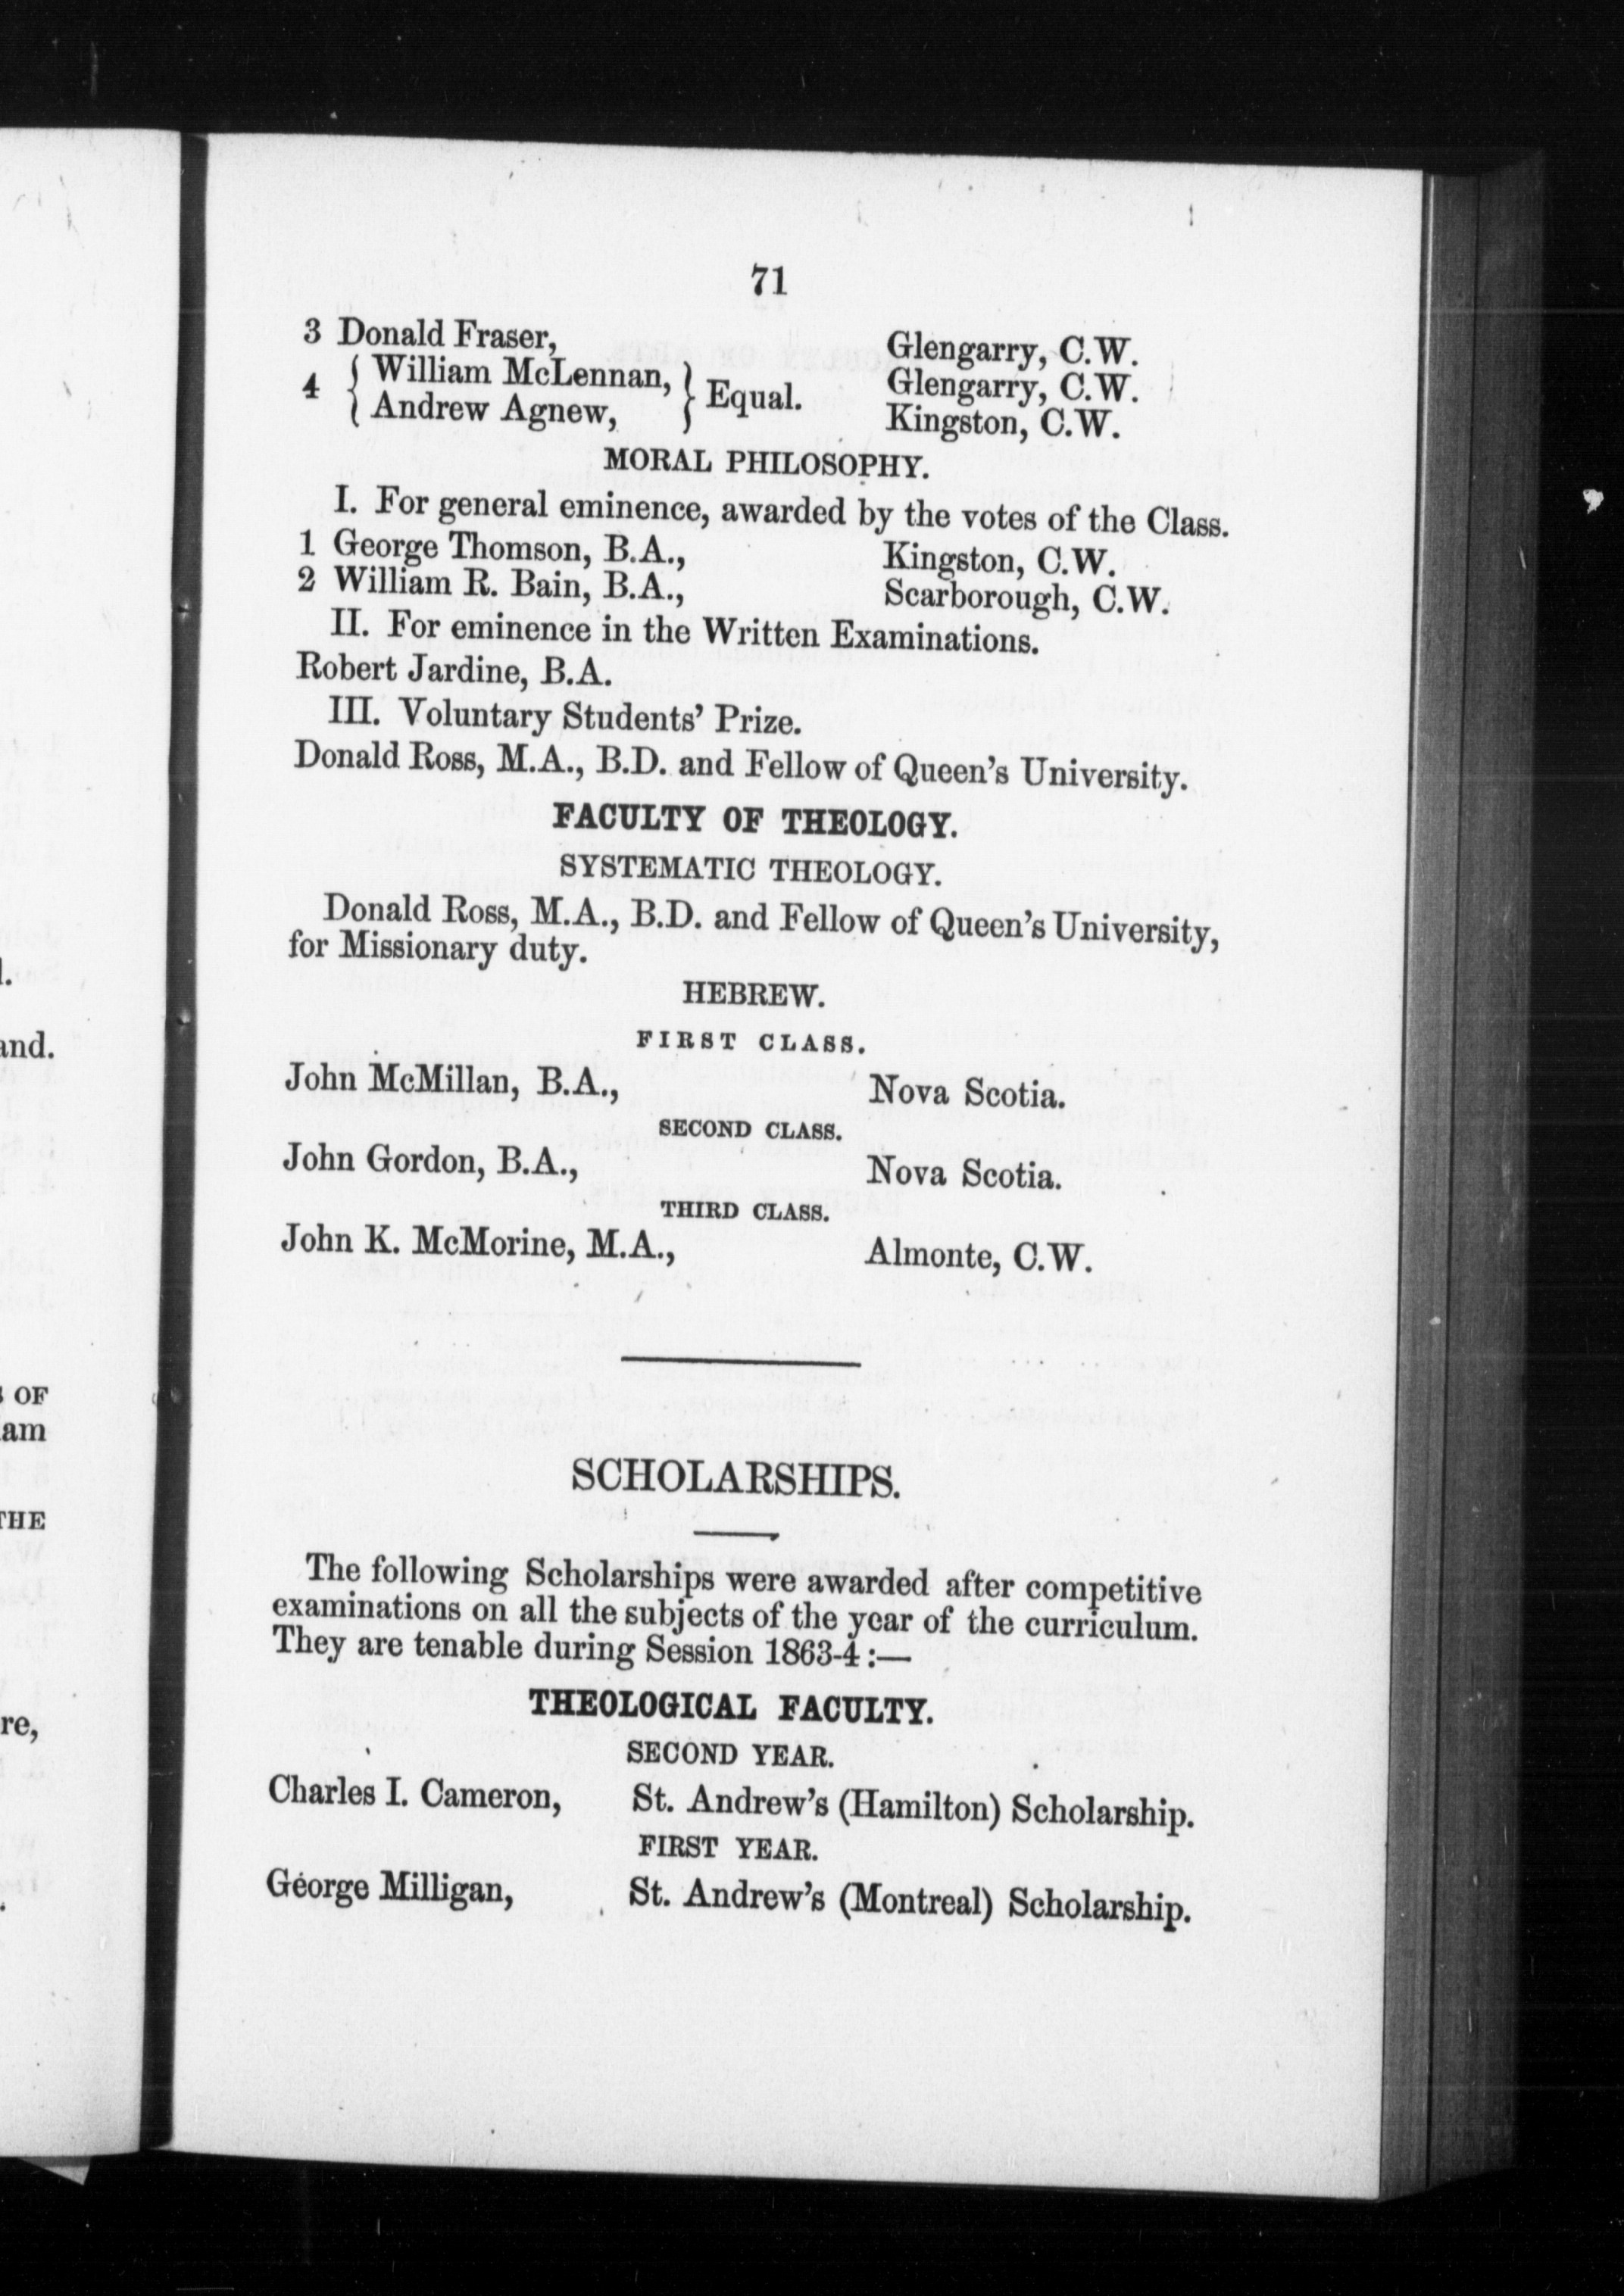 71
3 Donald Fraser, Glengarry, C.W.
4 { William McLennan, } Equal. Glengarry, C.W.
{ Andrew Agnew, } Kingston, C.W.
MORAL PHILOSOPHY.
I. For general eminence, awarded by the votes of the Class.
1 George Thomson, B.A., Kingston, C.W.
2 William R. Bain, B.A., Scarborough, C.W.
II. For eminence in the Written Examinations.
Robert Jardine, B.A.
III. Voluntary Students' Prize.
Donald Ross, M.A., B.D. and Fellow of Queen's University.
FACULTY OF THEOLOGY.
SYSTEMATIC THEOLOGY.
Donald Ross, M.A., B.D. and Fellow of Queen's University,
for Missionary duty.
HEBREW.
FIRST CLASS.
John McMillan, B.A., Nova Scotia.
SECOND CLASS.
John Gordon, B.A., Nova Scotia.
THIRD CLASS.
John K. McMorine, M.A., Almonte, C.W.
SCHOLARSHIPS.
The following Scholarships were awarded after competitive
examinations on all the subjects of the year of the curriculum.
They are tenable during Session 1863-4 :—
THEOLOGICAL FACULTY.
SECOND YEAR.
Charles I. Cameron, St. Andrew's (Hamilton) Scholarship.
FIRST YEAR.
George Milligan, St. Andrew's (Montreal) Scholarship.